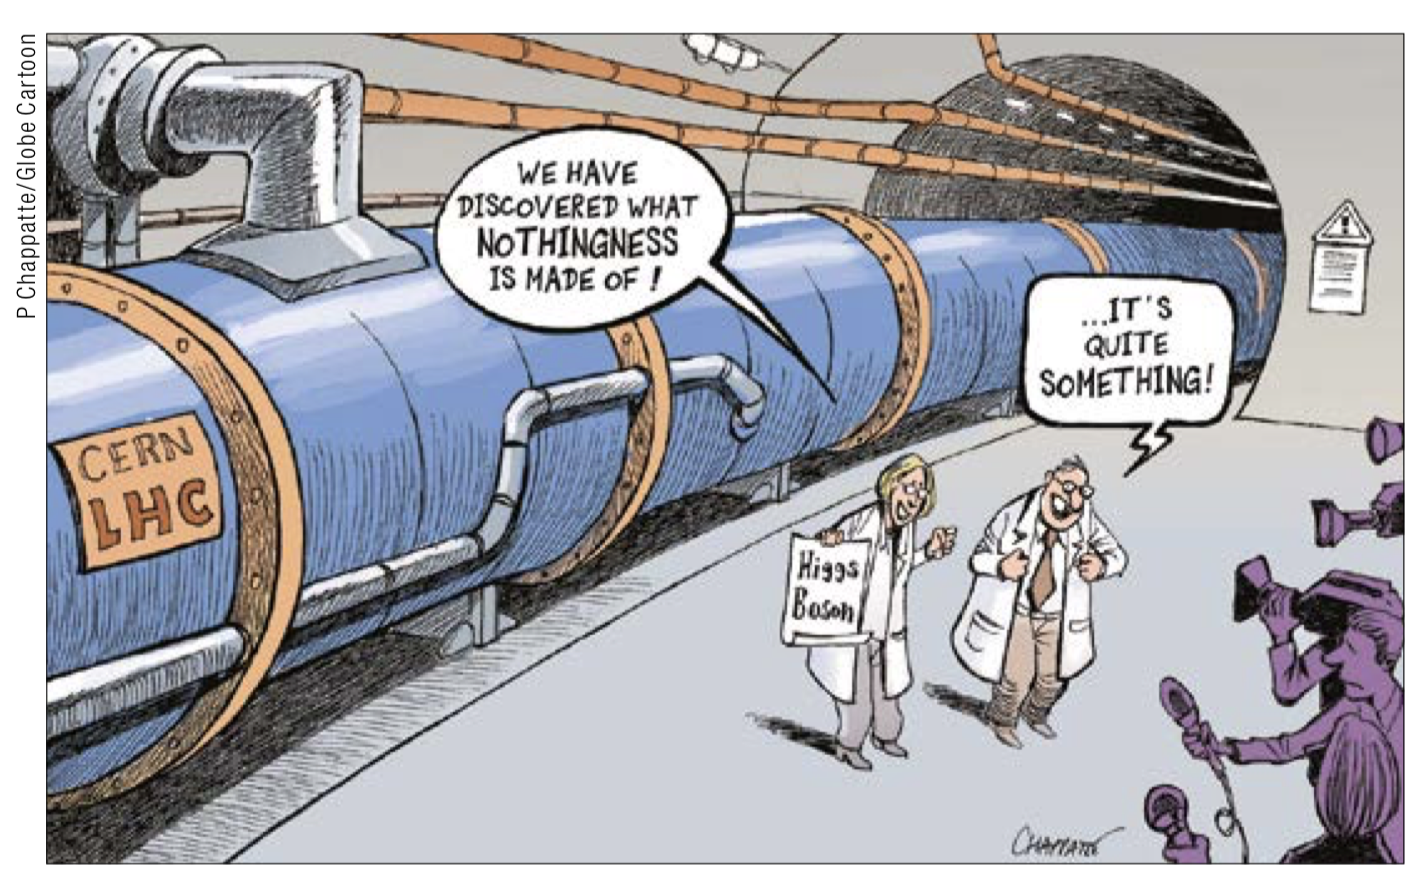 P Chappatte/Globe Cartoon
WE HAVE
DISCOVERED WHAT
NOTHINGNESS
IS MADE OF !
...IT'S
QUITE
SOMETHING!
CERN
LHC
Higgs
Boson
CHAPPATTE